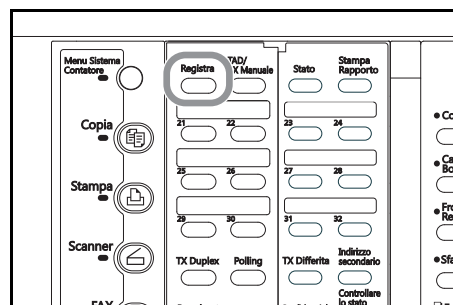 Menu Sistema
Contatore
Registra
TAD/
TX Manuale
Stato
Stampa
Rapporto
Copia
21
22
23
24
Stampa
25
26
27
28
29
30
31
32
Scanner
TX Duplex
Polling
TX Differita
Indirizzo
secondario
Controllare
lo stato
FAX